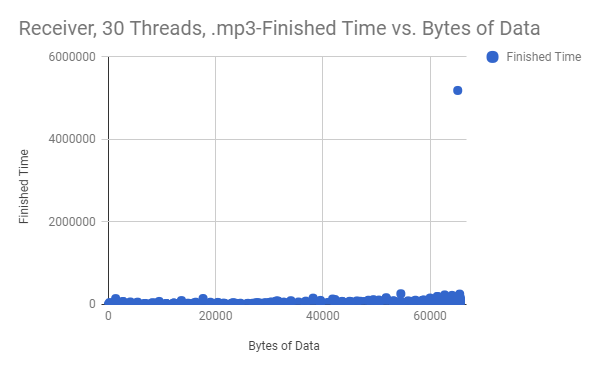 Receiver, 30 Threads, .mp3-Finished Time vs. Bytes of Data
Finished Time
6000000
4000000
2000000
0
Finished Time
0
20000
40000
60000
Bytes of Data